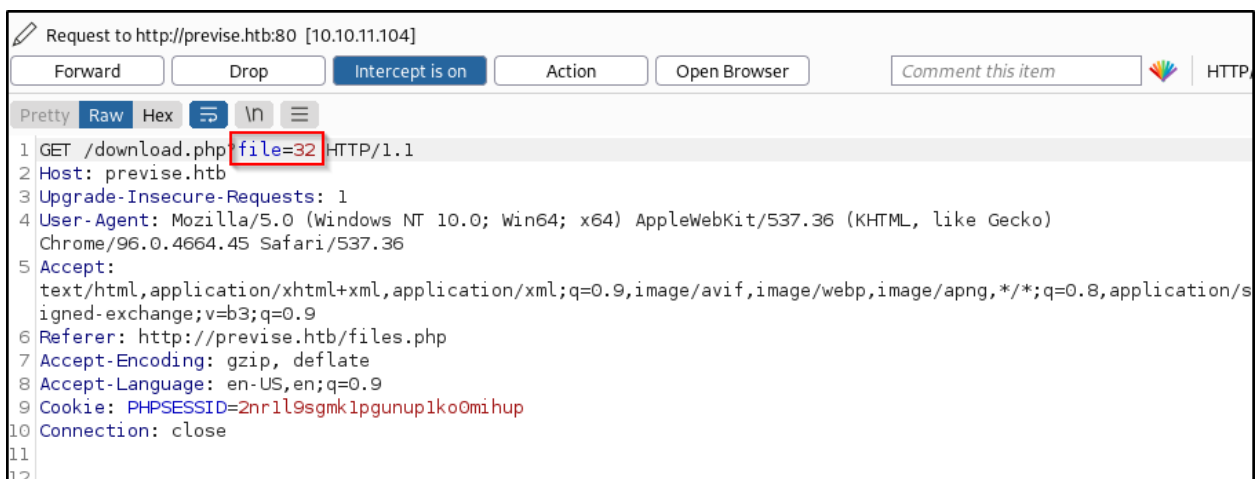 Request to http://previse.htb:80 [10.10.11.104]
Forward Drop Intercept is on Action Open Browser Comment this item HTTP/
Pretty Raw Hex \n
1 GET /download.php?file=32 HTTP/1.1
2 Host: previse.htb
3 Upgrade-Insecure-Requests: 1
4 User-Agent: Mozilla/5.0 (Windows NT 10.0; Win64; x64) AppleWebKit/537.36 (KHTML, like Gecko)
Chrome/96.0.4664.45 Safari/537.36
5 Accept:
text/html,application/xhtml+xml,application/xml;q=0.9,image/avif,image/webp,image/apng,*/*;q=0.8,application/s
igned-exchange;v=b3;q=0.9
6 Referer: http://previse.htb/files.php
7 Accept-Encoding: gzip, deflate
8 Accept-Language: en-US,en;q=0.9
9 Cookie: PHPSESSID=2nr1l9sgmk1pgunup1ko0mihup
10 Connection: close
11
12